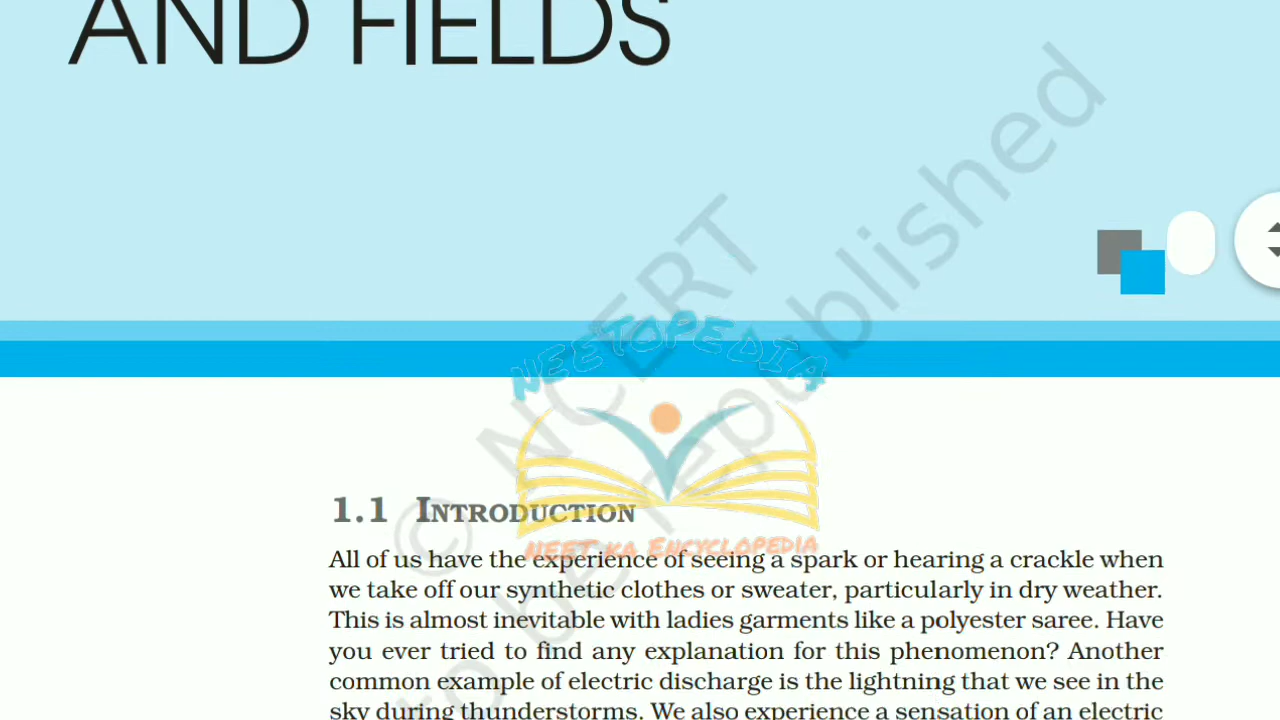 AND FIELDS
© NCERT
to be republished
NEETOPEDIA
NEET KA ENCYCLOPEDIA
1.1 INTRODUCTION
All of us have the experience of seeing a spark or hearing a crackle when
we take off our synthetic clothes or sweater, particularly in dry weather.
This is almost inevitable with ladies garments like a polyester saree. Have
you ever tried to find any explanation for this phenomenon? Another
common example of electric discharge is the lightning that we see in the
sky during thunderstorms. We also experience a sensation of an electric